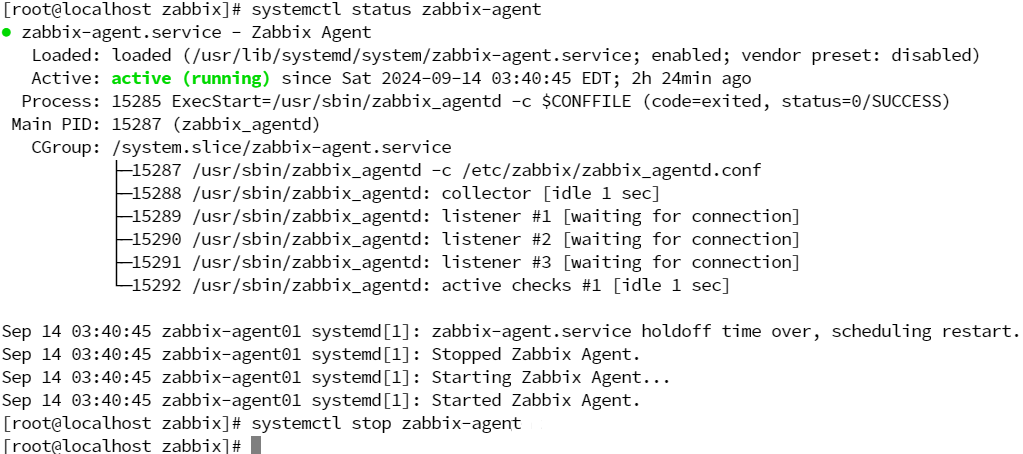 [root@localhost zabbix]# systemctl status zabbix-agent
● zabbix-agent.service - Zabbix Agent
   Loaded: loaded (/usr/lib/systemd/system/zabbix-agent.service; enabled; vendor preset: disabled)
   Active: active (running) since Sat 2024-09-14 03:40:45 EDT; 2h 24min ago
  Process: 15285 ExecStart=/usr/sbin/zabbix_agentd -c $CONFFILE (code=exited, status=0/SUCCESS)
 Main PID: 15287 (zabbix_agentd)
   CGroup: /system.slice/zabbix-agent.service
           ├─15287 /usr/sbin/zabbix_agentd -c /etc/zabbix/zabbix_agentd.conf
           ├─15288 /usr/sbin/zabbix_agentd: collector [idle 1 sec]
           ├─15289 /usr/sbin/zabbix_agentd: listener #1 [waiting for connection]
           ├─15290 /usr/sbin/zabbix_agentd: listener #2 [waiting for connection]
           ├─15291 /usr/sbin/zabbix_agentd: listener #3 [waiting for connection]
           └─15292 /usr/sbin/zabbix_agentd: active checks #1 [idle 1 sec]

Sep 14 03:40:45 zabbix-agent01 systemd[1]: zabbix-agent.service holdoff time over, scheduling restart.
Sep 14 03:40:45 zabbix-agent01 systemd[1]: Stopped Zabbix Agent.
Sep 14 03:40:45 zabbix-agent01 systemd[1]: Starting Zabbix Agent...
Sep 14 03:40:45 zabbix-agent01 systemd[1]: Started Zabbix Agent.
[root@localhost zabbix]# systemctl stop zabbix-agent
[root@localhost zabbix]#